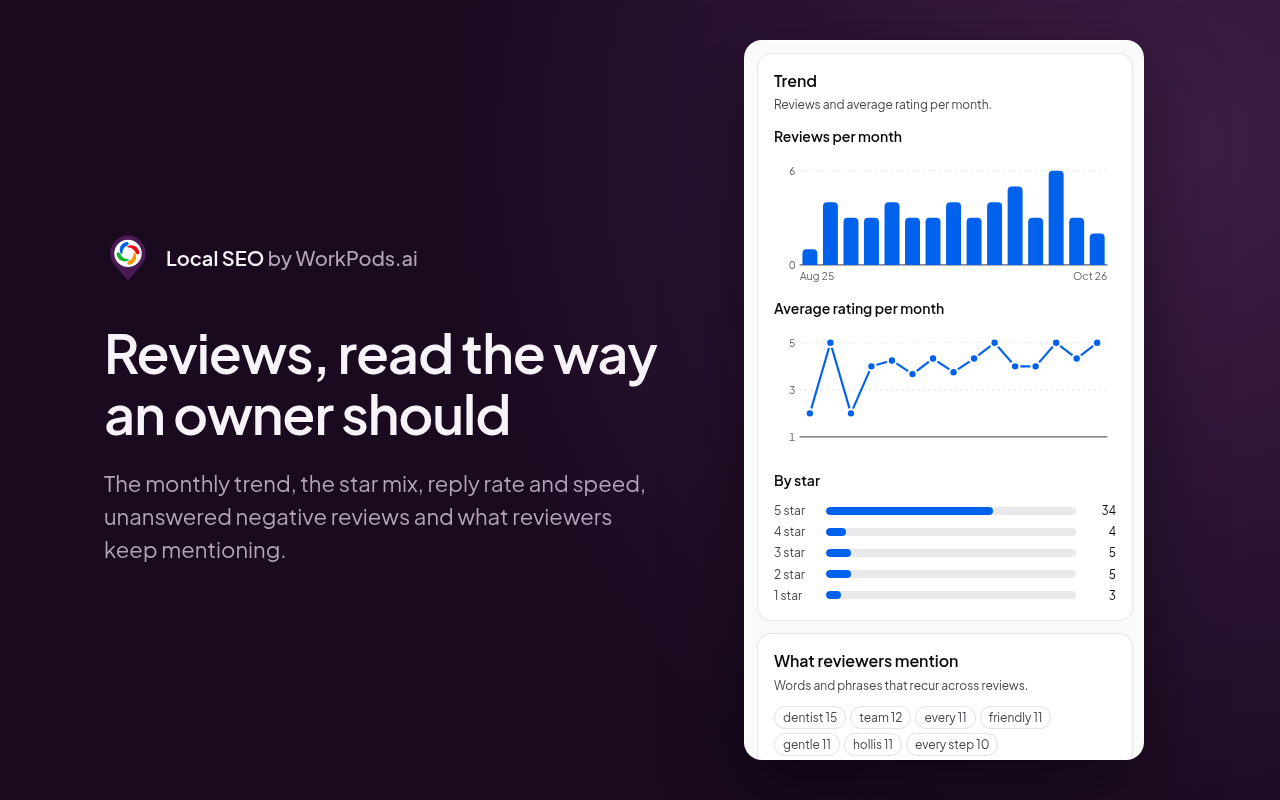 Local SEO by WorkPods.ai
Reviews, read the way
an owner should
The monthly trend, the star mix, reply rate and speed,
unanswered negative reviews and what reviewers
keep mentioning.
Trend
Reviews and average rating per month.
Reviews per month
6
0
Aug 25 Oct 26
Average rating per month
5
3
1
By star
5 star 34
4 star 4
3 star 5
2 star 5
1 star 3
What reviewers mention
Words and phrases that recur across reviews.
dentist 15 team 12 every 11 friendly 11
gentle 11 hollis 11 every step 10